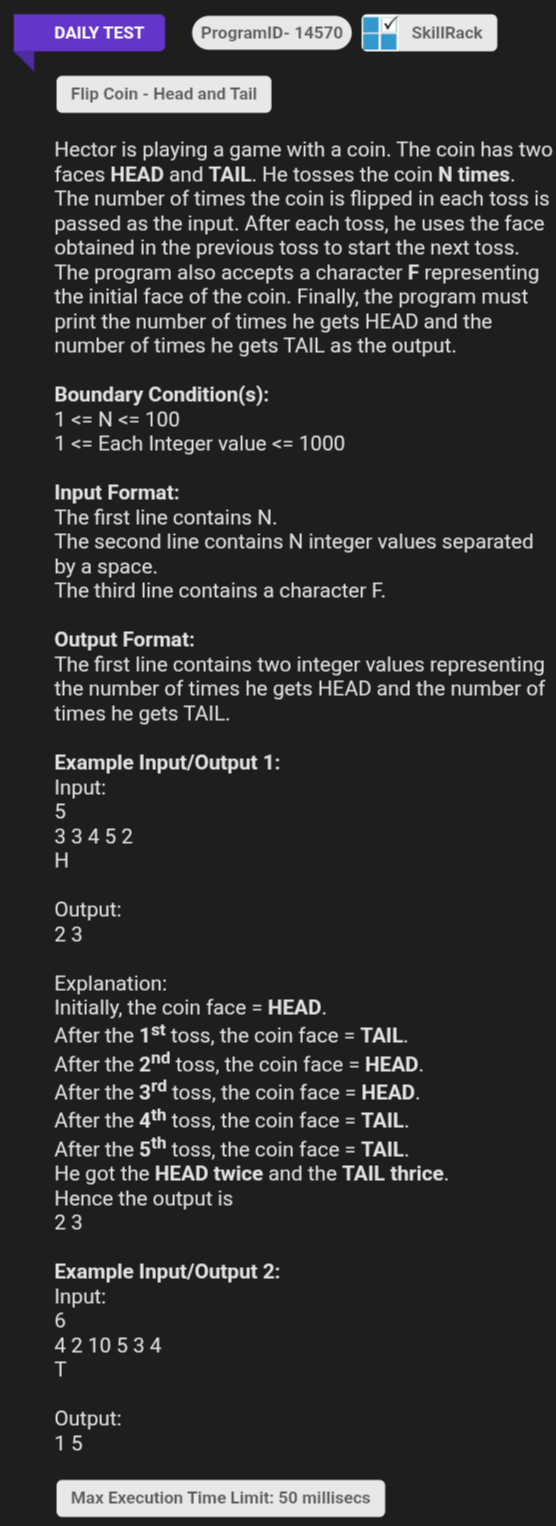 DAILY TEST
ProgramID- 14570
SkillRack
Flip Coin - Head and Tail
Hector is playing a game with a coin. The coin has two
faces HEAD and TAIL. He tosses the coin N times.
The number of times the coin is flipped in each toss is
passed as the input. After each toss, he uses the face
obtained in the previous toss to start the next toss.
The program also accepts a character F representing
the initial face of the coin. Finally, the program must
print the number of times he gets HEAD and the
number of times he gets TAIL as the output.
Boundary Condition(s):
1 <= N <= 100
1 <= Each Integer value <= 1000
Input Format:
The first line contains N.
The second line contains N integer values separated
by a space.
The third line contains a character F.
Output Format:
The first line contains two integer values representing
the number of times he gets HEAD and the number of
times he gets TAIL.
Example Input/Output 1:
Input:
5
3 3 4 5 2
H
Output:
2 3
Explanation:
Initially, the coin face = HEAD.
After the 1st toss, the coin face = TAIL.
After the 2nd toss, the coin face = HEAD.
After the 3rd toss, the coin face = HEAD.
After the 4th toss, the coin face = TAIL.
After the 5th toss, the coin face = TAIL.
He got the HEAD twice and the TAIL thrice.
Hence the output is
2 3
Example Input/Output 2:
Input:
6
4 2 10 5 3 4
T
Output:
1 5
Max Execution Time Limit: 50 millisecs